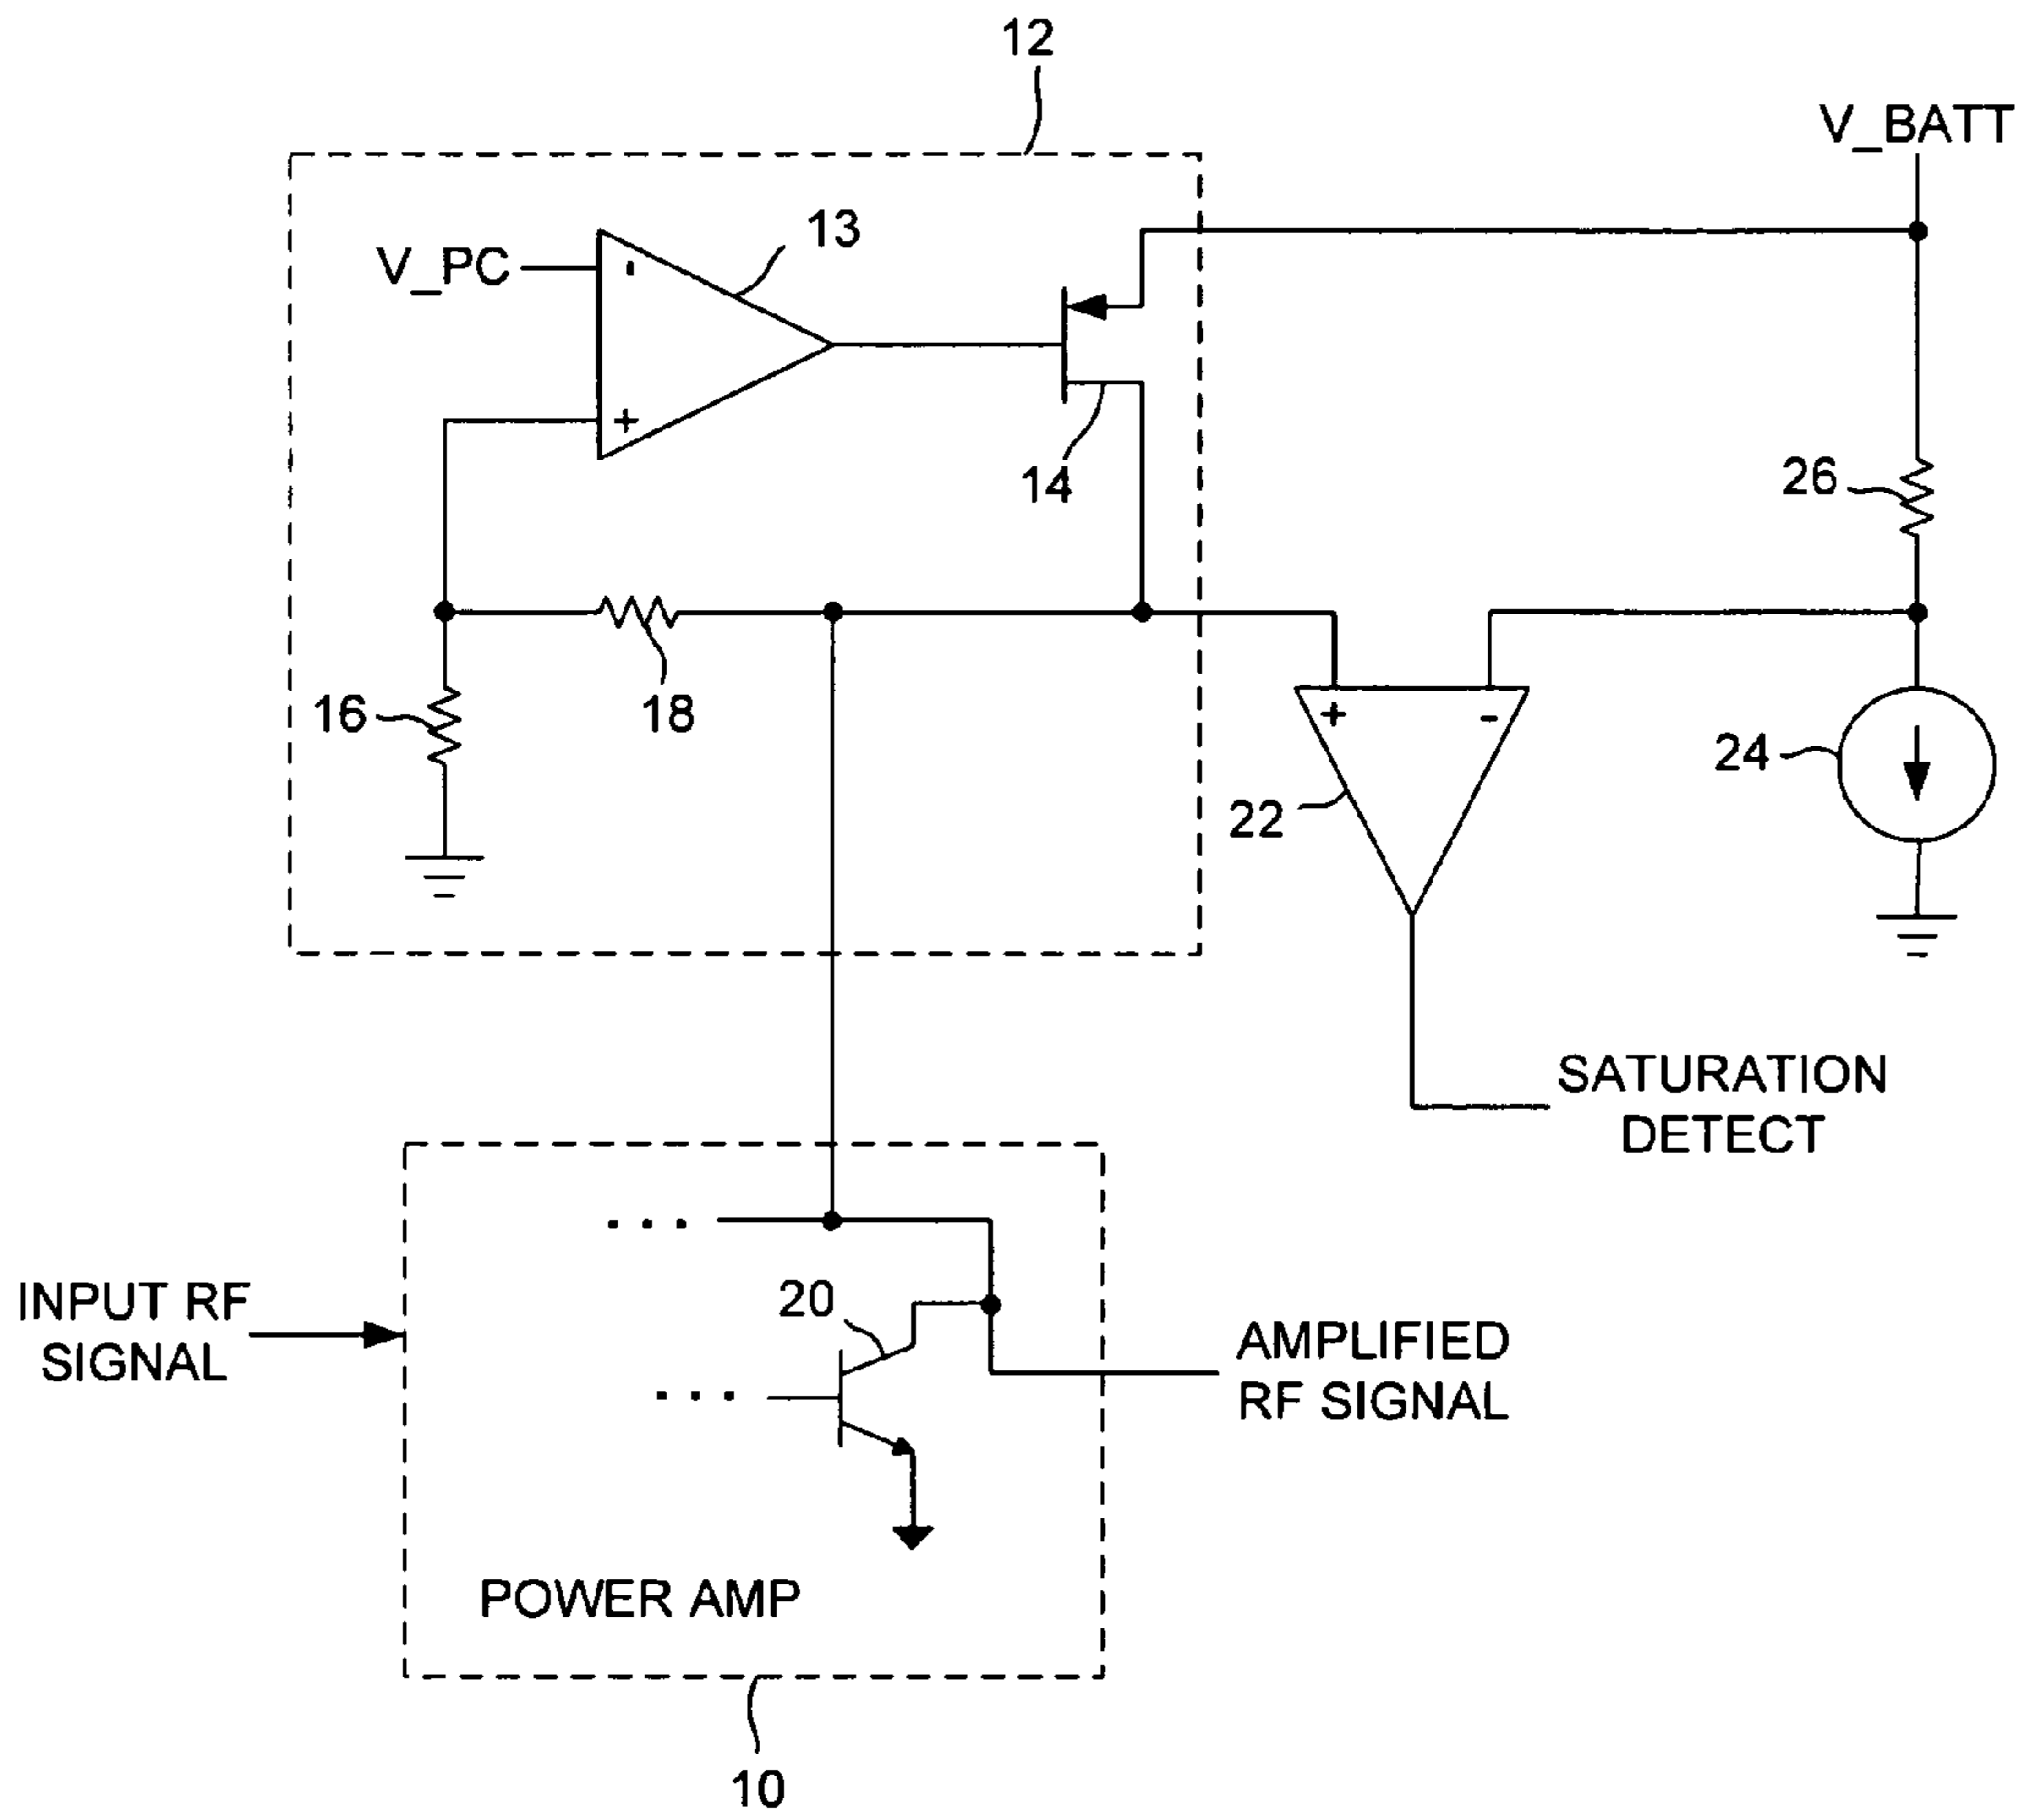 12
V_BATT
13
V_PC
-
+
14
26
16
18
+
-
24
22
SATURATION
DETECT
INPUT RF
SIGNAL
20
AMPLIFIED
RF SIGNAL
POWER AMP
10